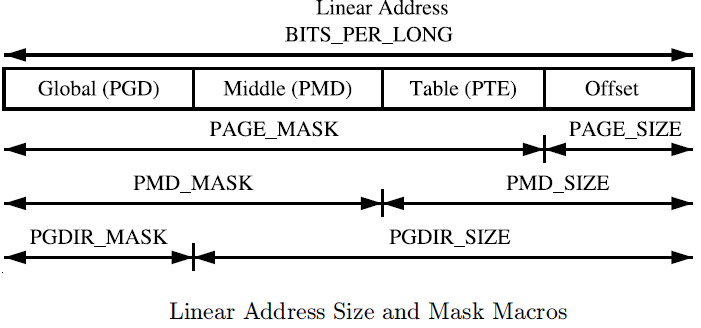 Linear Address
BITS_PER_LONG
Global (PGD) Middle (PMD) Table (PTE) Offset
PAGE_MASK PAGE_SIZE
PMD_MASK PMD_SIZE
PGDIR_MASK PGDIR_SIZE
Linear Address Size and Mask Macros